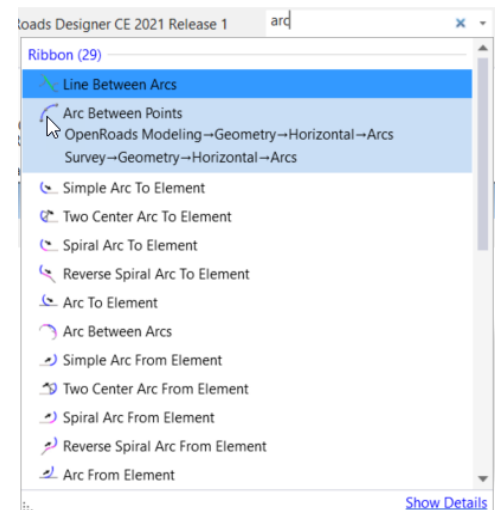 Roads Designer CE 2021 Release 1 arc
Ribbon (29)
Line Between Arcs
Arc Between Points
OpenRoads Modeling→Geometry→Horizontal→Arcs
Survey→Geometry→Horizontal→Arcs
Simple Arc To Element
Two Center Arc To Element
Spiral Arc To Element
Reverse Spiral Arc To Element
Arc To Element
Arc Between Arcs
Simple Arc From Element
Two Center Arc From Element
Spiral Arc From Element
Reverse Spiral Arc From Element
Arc From Element
Show Details